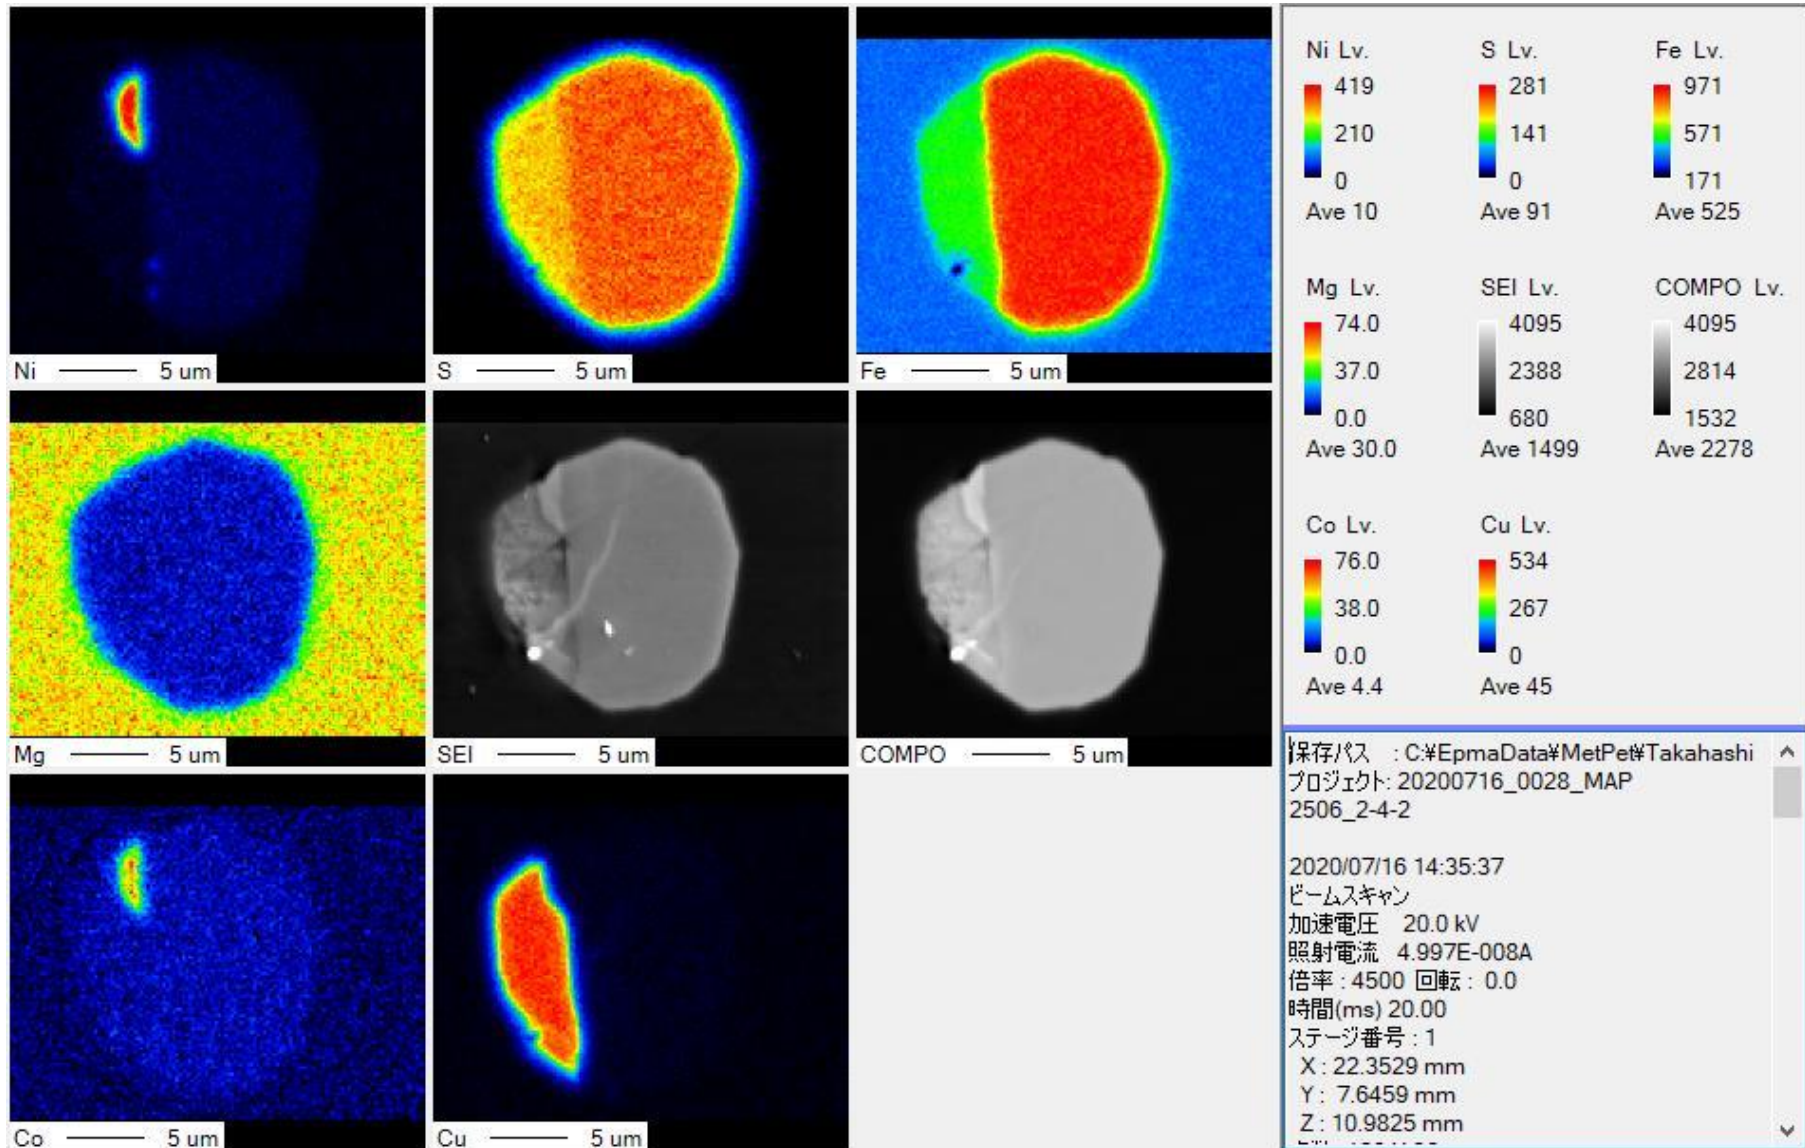 Ni 5 um
S 5 um
Fe 5 um
Mg 5 um
SEI 5 um
COMPO 5 um
Co 5 um
Cu 5 um
Ni Lv. S Lv. Fe Lv.
419 281 971
210 141 571
0 0 171
Ave 10 Ave 91 Ave 525
Mg Lv. SEI Lv. COMPO Lv.
74.0 4095 4095
37.0 2388 2814
0.0 680 1532
Ave 30.0 Ave 1499 Ave 2278
Co Lv. Cu Lv.
76.0 534
38.0 267
0.0 0
Ave 4.4 Ave 45
保存パス : C:¥EpmaData¥MetPet¥Takahashi
プロジェクト: 20200716_0028_MAP
2506_2-4-2
2020/07/16 14:35:37
ビームスキャン
加速電圧 20.0 kV
照射電流 4.997E-008A
倍率 : 4500 回転 : 0.0
時間(ms) 20.00
ステージ番号 : 1
X : 22.3529 mm
Y : 7.6459 mm
Z : 10.9825 mm